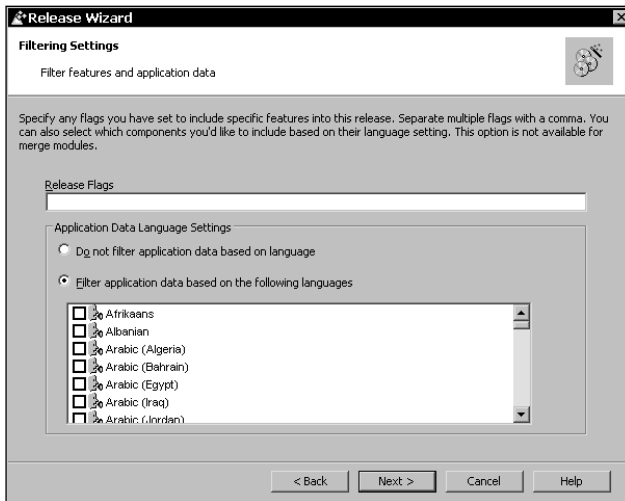 Release Wizard
Filtering Settings
Filter features and application data
Specify any flags you have set to include specific features into this release. Separate multiple flags with a comma. You
can also select which components you'd like to include based on their language setting. This option is not available for
merge modules.
Release Flags
Application Data Language Settings
Do not filter application data based on language
Filter application data based on the following languages
Afrikaans
Albanian
Arabic (Algeria)
Arabic (Bahrain)
Arabic (Egypt)
Arabic (Iraq)
Arabic (Jordan)
< Back Next > Cancel Help